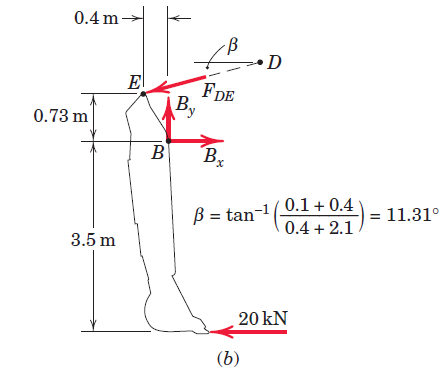 0.4 m
β
D
E
F_DE
B_y
0.73 m
B
B_x
β = tan⁻¹ ( (0.1 + 0.4) / (0.4 + 2.1) ) = 11.31°
3.5 m
20 kN
(b)